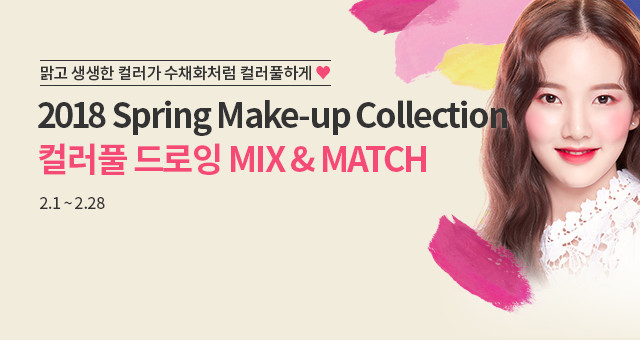 맑고 생생한 컬러가 수채화처럼 컬러풀하게 ♥
2018 Spring Make-up Collection
컬러풀 드로잉 MIX & MATCH
2.1 ~ 2.28